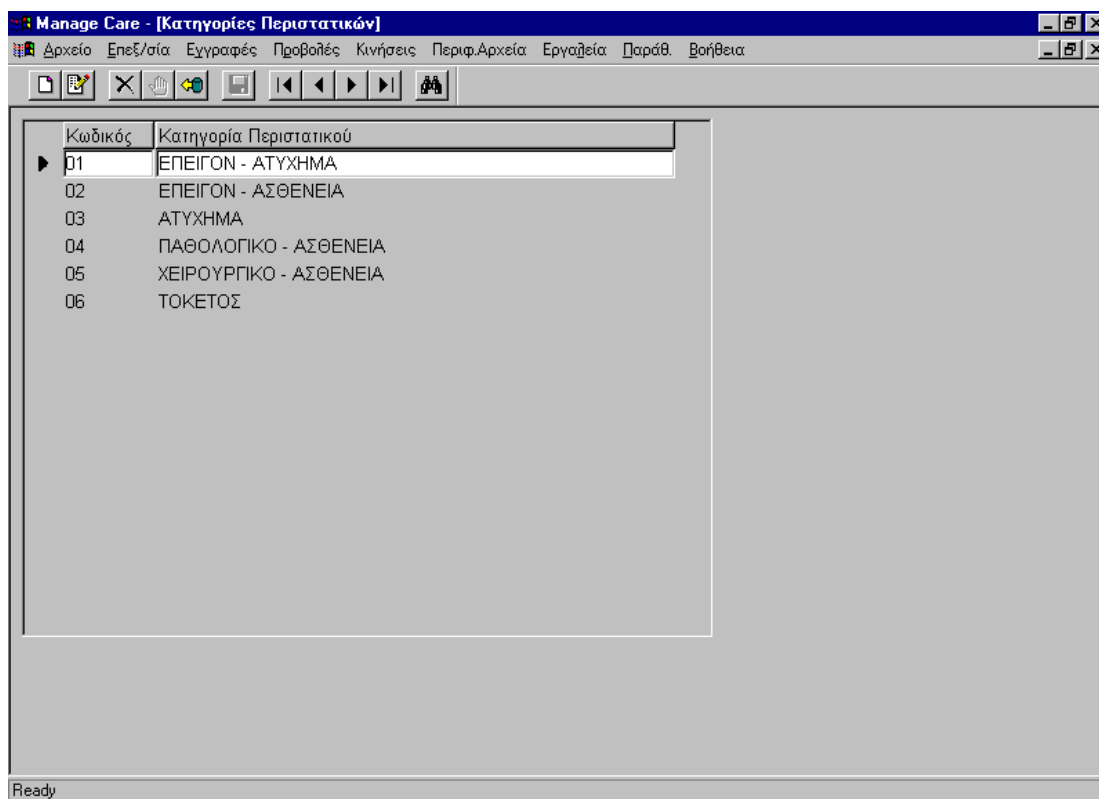 Manage Care - [Κατηγορίες Περιστατικών]
Αρχείο Επεξ/σία Εγγραφές Προβολές Κινήσεις Περιφ.Αρχεία Εργαλεία Παράθ. Βοήθεια
Κωδικός Κατηγορία Περιστατικού
01 ΕΠΕΙΓΟΝ - ΑΤΥΧΗΜΑ
02 ΕΠΕΙΓΟΝ - ΑΣΘΕΝΕΙΑ
03 ΑΤΥΧΗΜΑ
04 ΠΑΘΟΛΟΓΙΚΟ - ΑΣΘΕΝΕΙΑ
05 ΧΕΙΡΟΥΡΓΙΚΟ - ΑΣΘΕΝΕΙΑ
06 ΤΟΚΕΤΟΣ
Ready